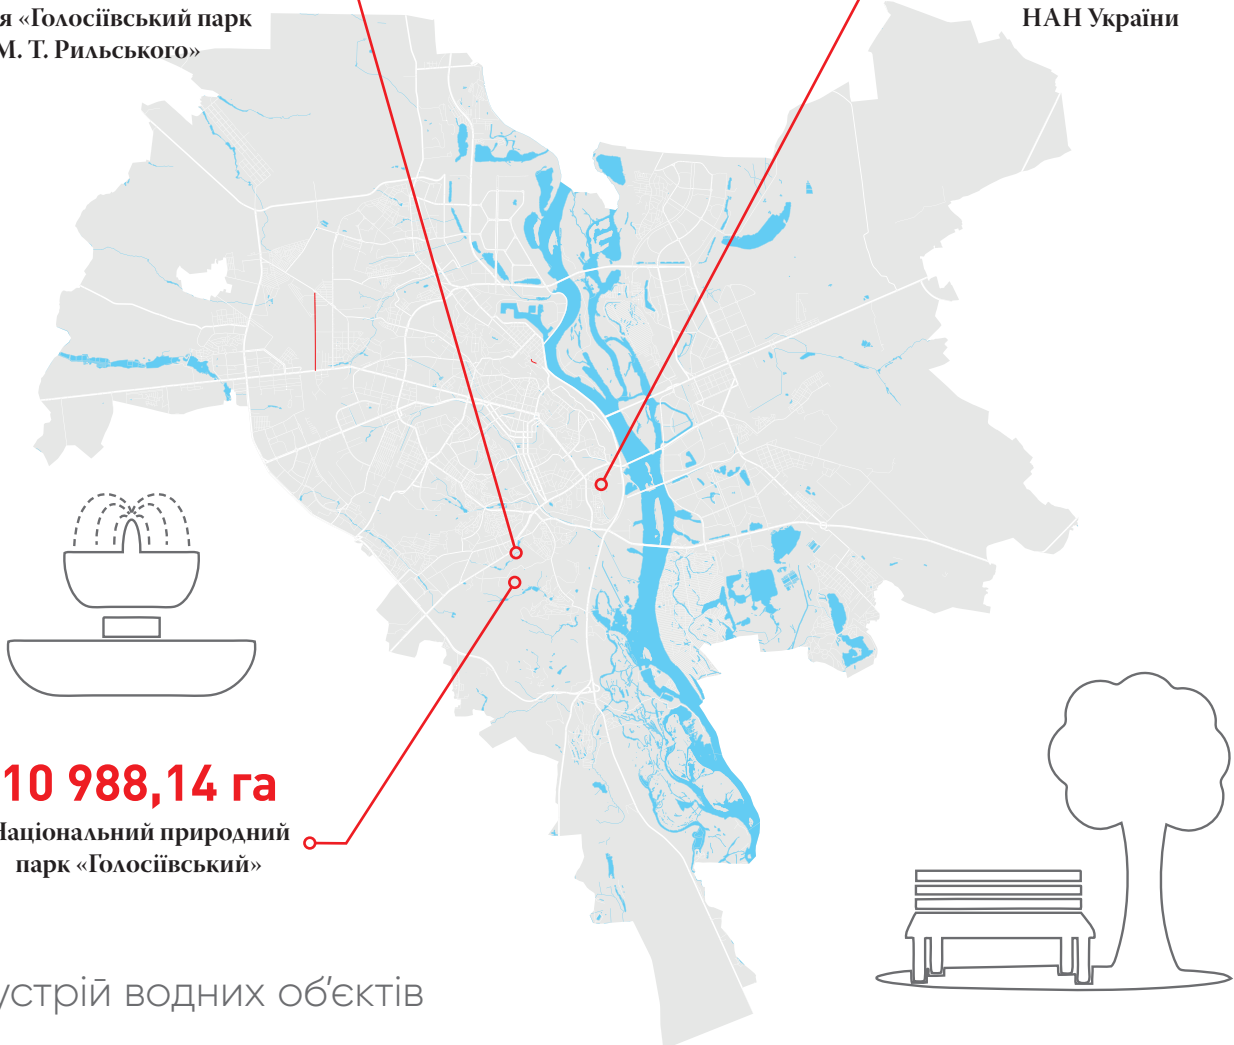 я «Голосіївський парк
М. Т. Рильського»
НАН України
10 988,14 га
Національний природний
парк «Голосіївський»
устрій водних об'єктів